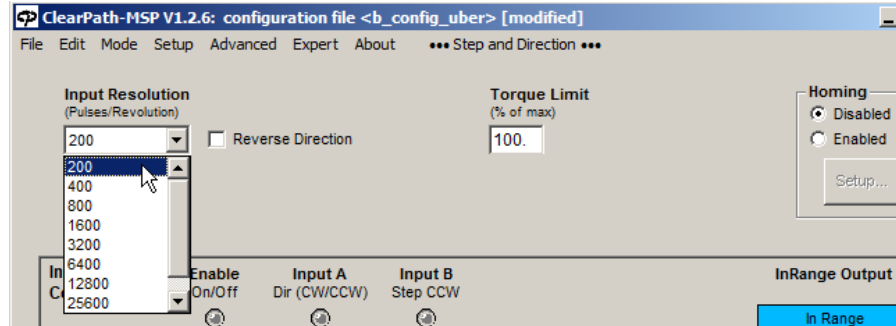 ClearPath-MSP V1.2.6: configuration file <b_config_uber> [modified]
File Edit Mode Setup Advanced Expert About ••• Step and Direction •••
Input Resolution
(Pulses/Revolution)
200
Reverse Direction
Torque Limit
(% of max)
100.
Homing
Disabled
Enabled
Setup...
200
400
800
1600
3200
6400
12800
25600
Enable
On/Off
Input A
Dir (CW/CCW)
Input B
Step CCW
InRange Output
In Range